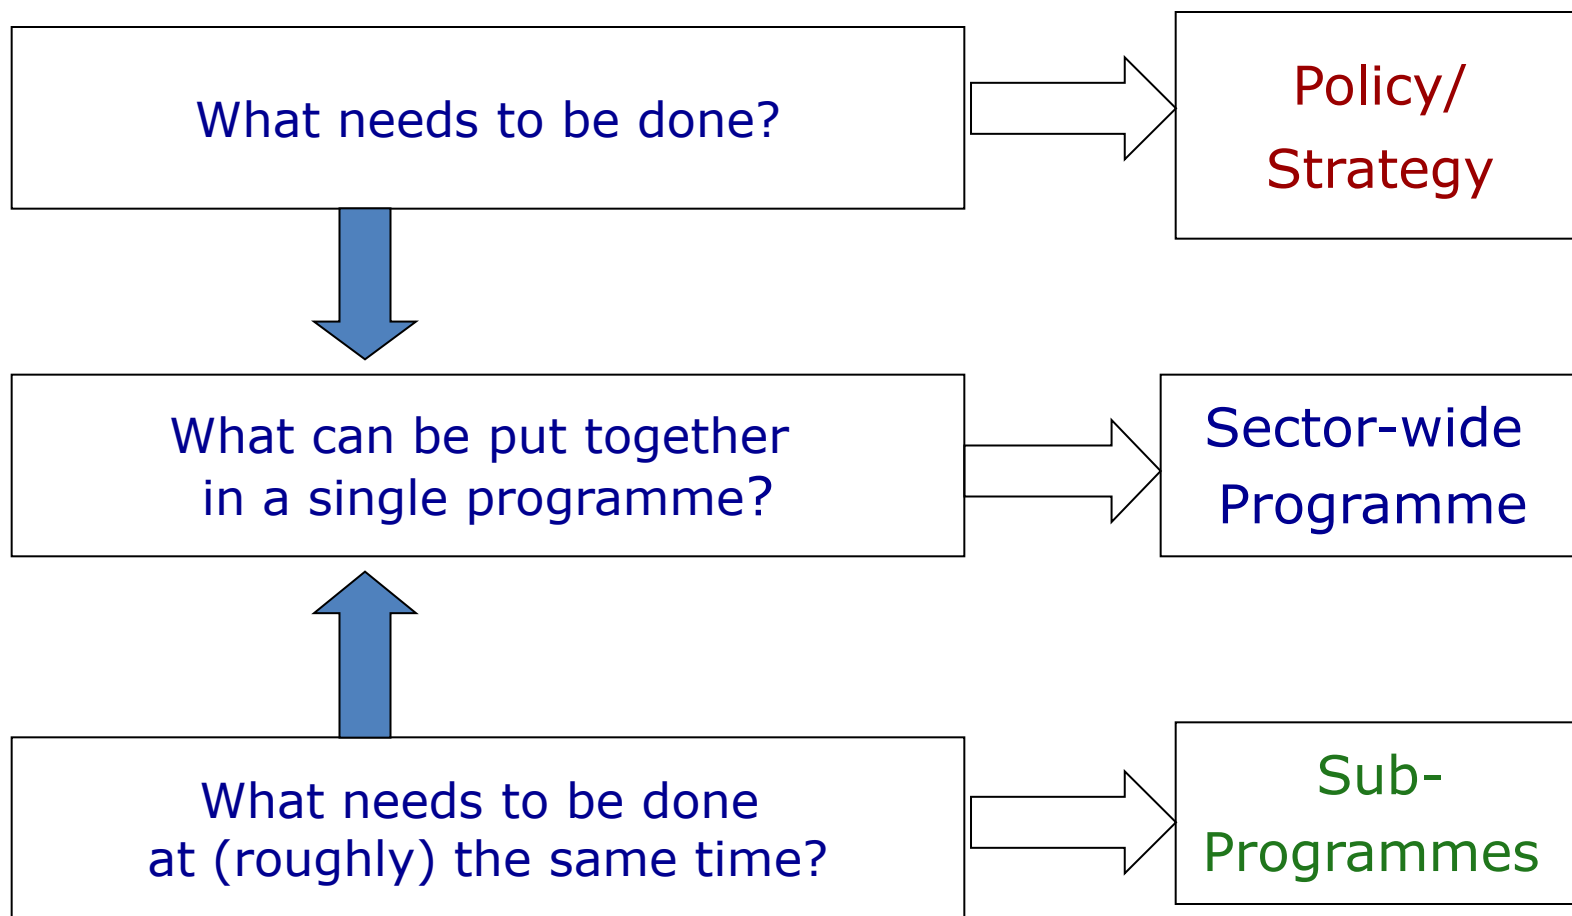 What needs to be done?
Policy/
Strategy
What can be put together
in a single programme?
Sector-wide
Programme
What needs to be done
at (roughly) the same time?
Sub-
Programmes